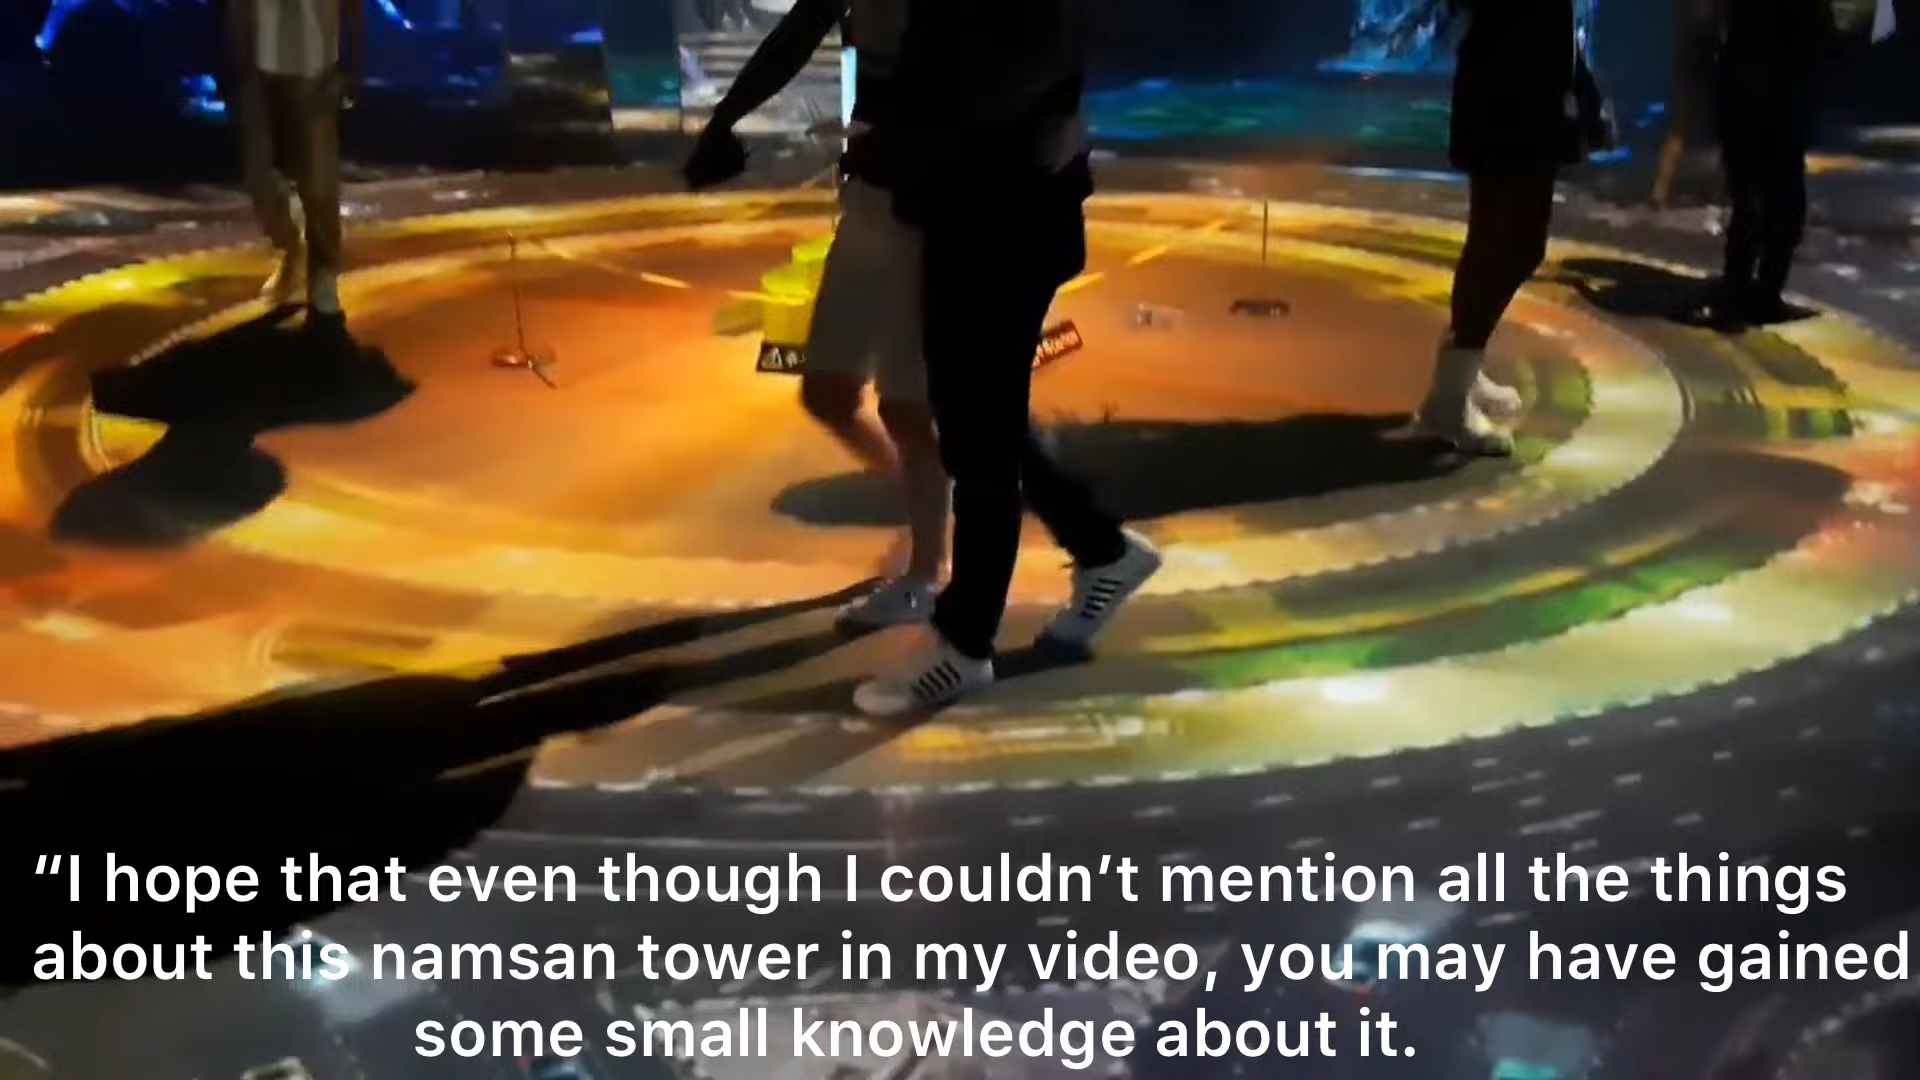 “I hope that even though I couldn’t mention all the things
about this namsan tower in my video, you may have gained
some small knowledge about it.